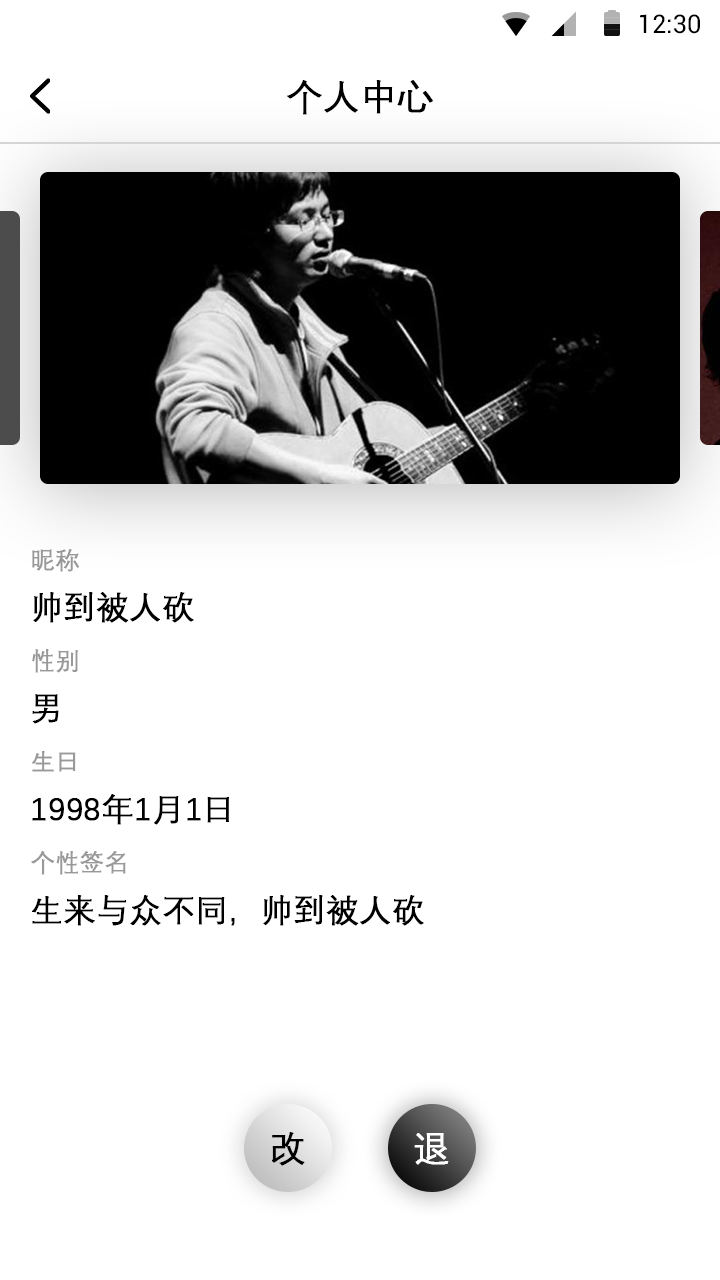 12:30
个人中心
昵称
帅到被人砍
性别
男
生日
1998年1月1日
个性签名
生来与众不同，帅到被人砍
改
退